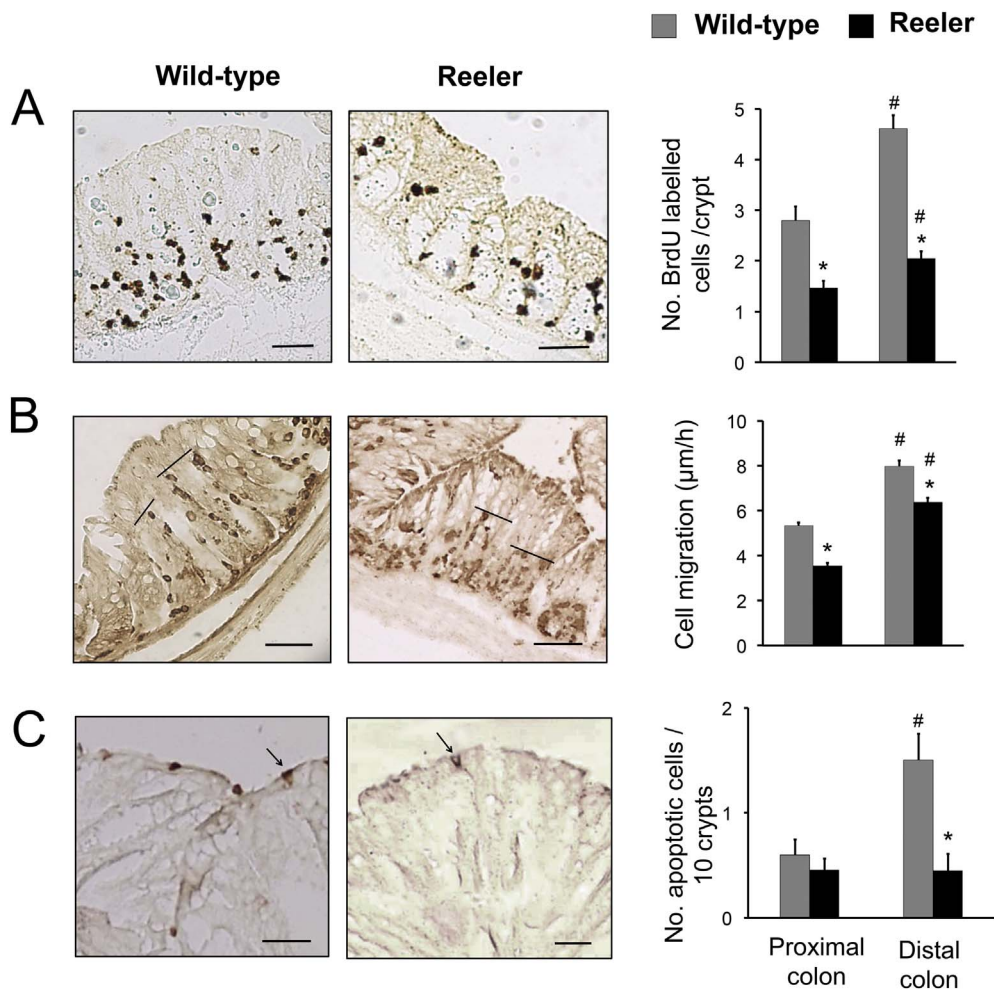 Wild-type Reeler
Wild-type Reeler
A
No. BrdU labelled
cells /crypt
5
4
3
2
1
0
#
*
#
*
B
Cell migration (µm/h)
10
8
6
4
2
0
#
*
#
*
C
No. apoptotic cells /
10 crypts
2
1
0
#
*
Proximal
colon
Distal
colon